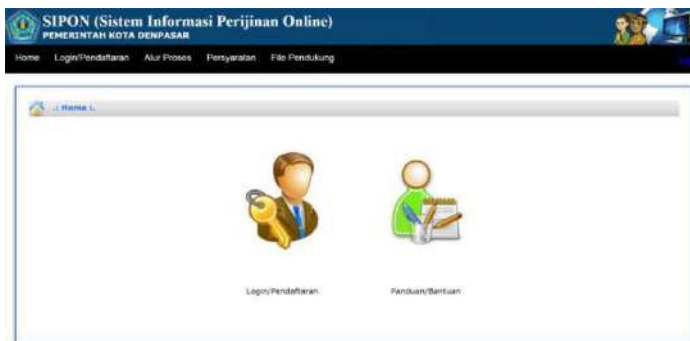 SIPON (Sistem Informasi Perijinan Online)
PEMERINTAH KOTA DENPASAR
Home Login/Pendaftaran Alur Proses Persyaratan File Pendukung
.: Home :.
Login/Pendaftaran Panduan/Bantuan